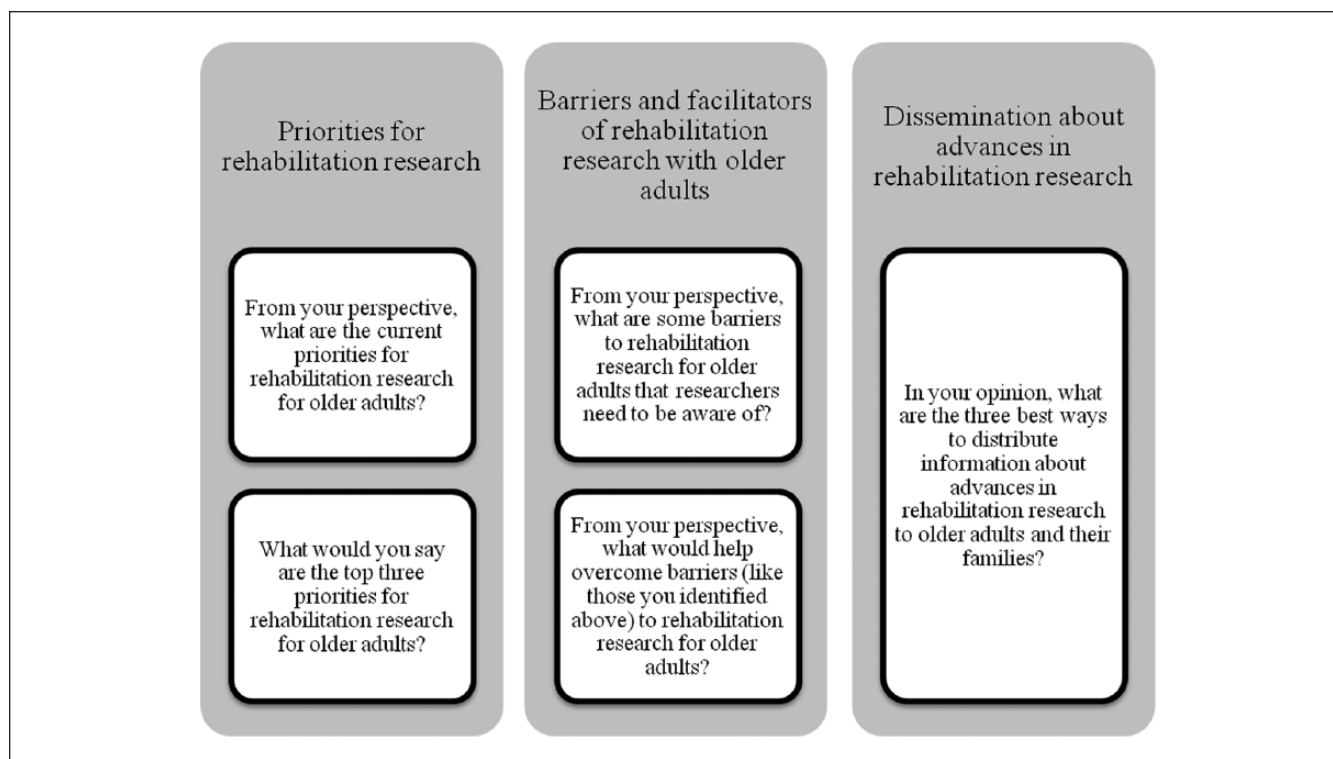 Priorities for
rehabilitation research
From your perspective,
what are the current
priorities for
rehabilitation research
for older adults?
What would you say
are the top three
priorities for
rehabilitation research
for older adults?
Barriers and facilitators
of rehabilitation
research with older
adults
From your perspective,
what are some barriers
to rehabilitation
research for older
adults that researchers
need to be aware of?
From your perspective,
what would help
overcome barriers (like
those you identified
above) to rehabilitation
research for older
adults?
Dissemination about
advances in
rehabilitation research
In your opinion, what
are the three best ways
to distribute
information about
advances in
rehabilitation research
to older adults and their
families?